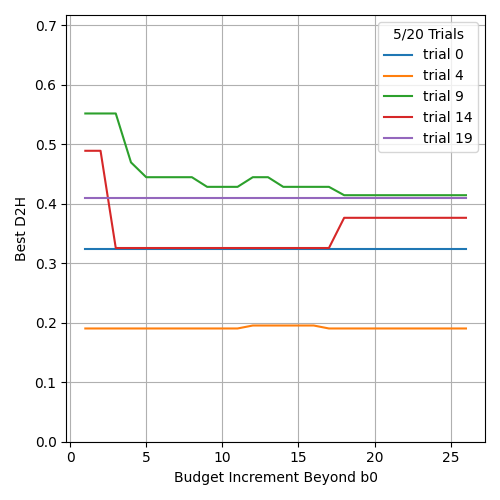 5/20 Trials
trial 0
trial 4
trial 9
trial 14
trial 19
0.7
0.6
0.5
0.4
0.3
0.2
0.1
0.0
Best D2H
0 5 10 15 20 25
Budget Increment Beyond b0